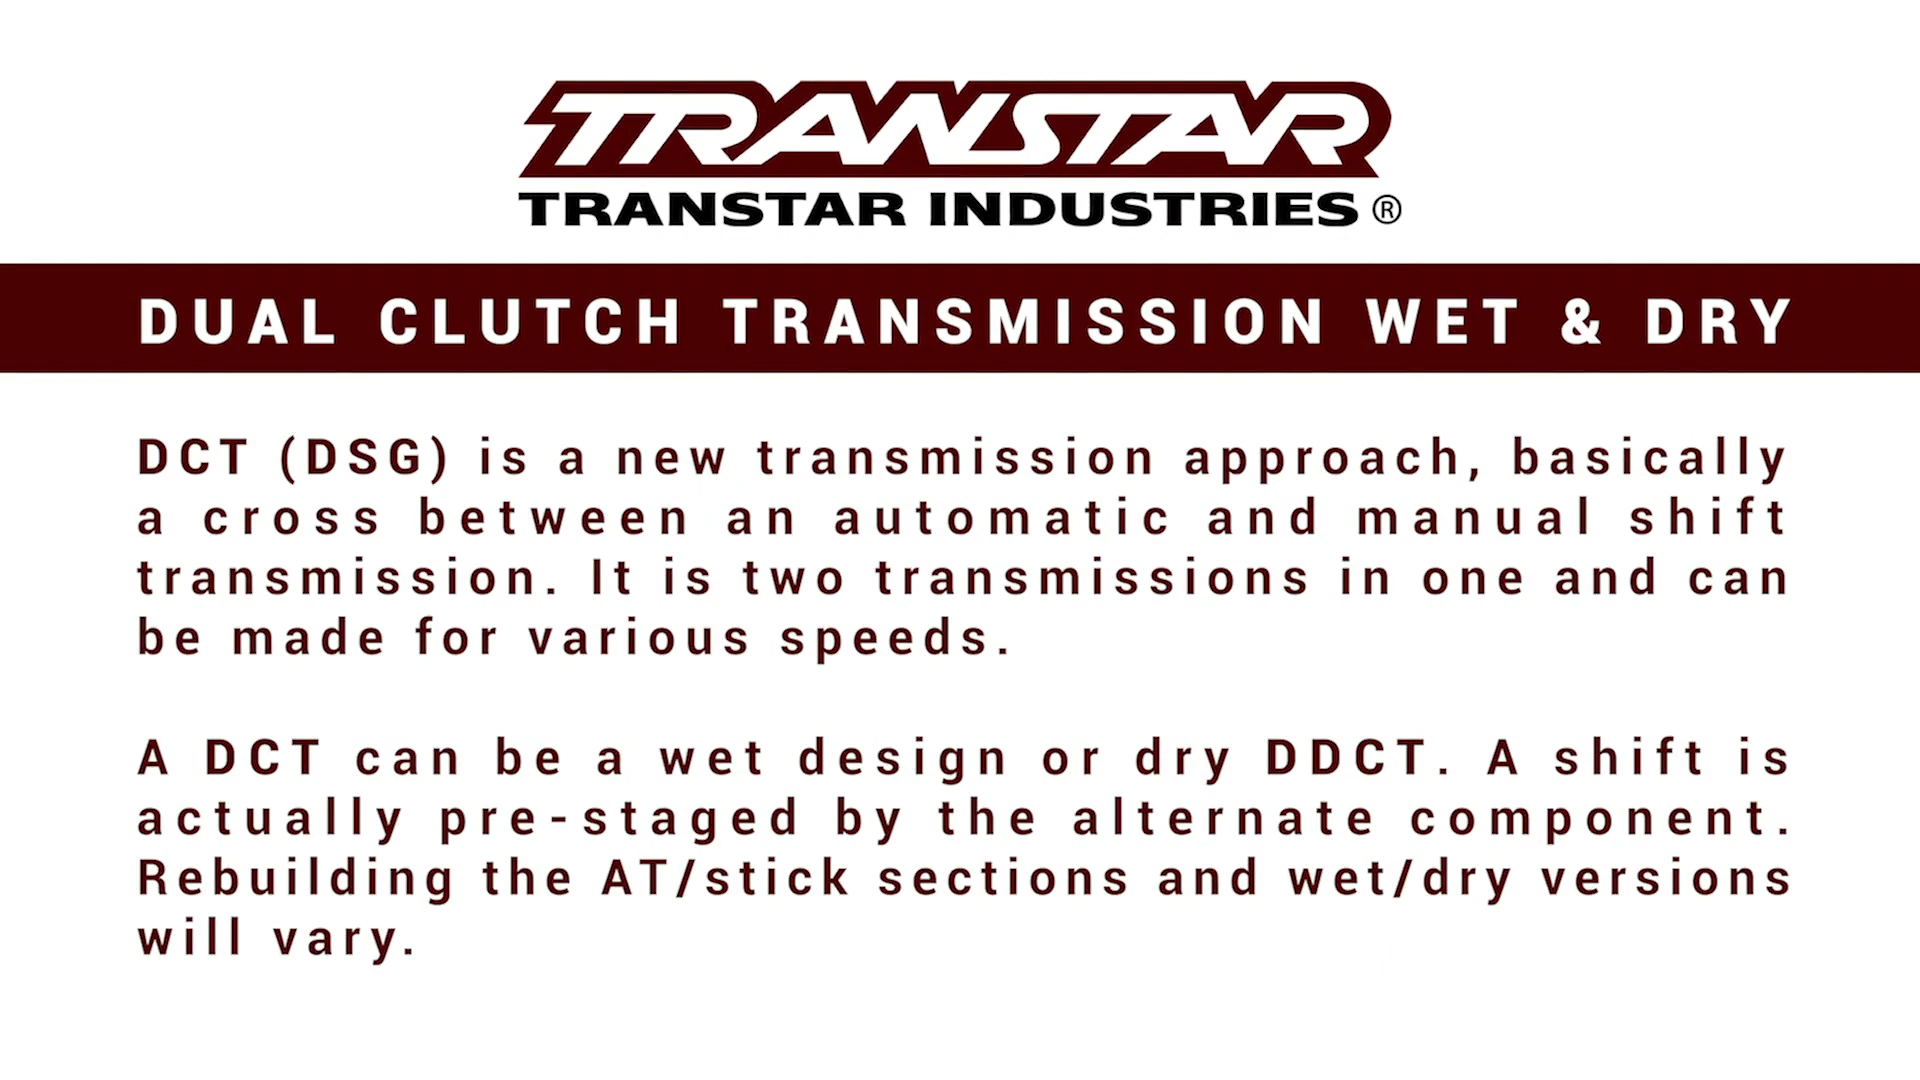 TRANSTAR
TRANSTAR INDUSTRIES ®
DUAL CLUTCH TRANSMISSION WET & DRY
DCT (DSG) is a new transmission approach, basically
a cross between an automatic and manual shift
transmission. It is two transmissions in one and can
be made for various speeds.
A DCT can be a wet design or dry DDCT. A shift is
actually pre-staged by the alternate component.
Rebuilding the AT/stick sections and wet/dry versions
will vary.